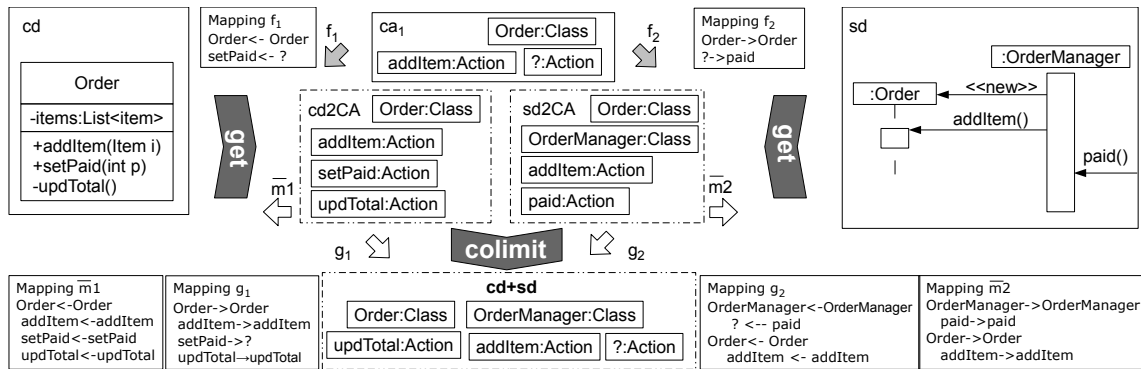 cd
Order
-items:List<item>
+addItem(Item i)
+setPaid(int p)
-updTotal()
Mapping f1
Order<- Order
setPaid<- ?
f1
ca1
Order:Class
addItem:Action
?:Action
f2
Mapping f2
Order->Order
?->paid
sd
:OrderManager
<<new>>
:Order
addItem()
paid()
get
cd2CA
Order:Class
addItem:Action
setPaid:Action
updTotal:Action
sd2CA
Order:Class
OrderManager:Class
addItem:Action
paid:Action
get
m1
m2
g1
colimit
g2
Mapping m1
Order<-Order
addItem<-addItem
setPaid<-setPaid
updTotal<-updTotal
Mapping g1
Order->Order
addItem->addItem
setPaid->?
updTotal→updTotal
cd+sd
Order:Class
OrderManager:Class
updTotal:Action
addItem:Action
?:Action
Mapping g2
OrderManager<-OrderManager
? <-- paid
Order<- Order
addItem <- addItem
Mapping m2
OrderManager->OrderManager
paid->paid
Order->Order
addItem->addItem